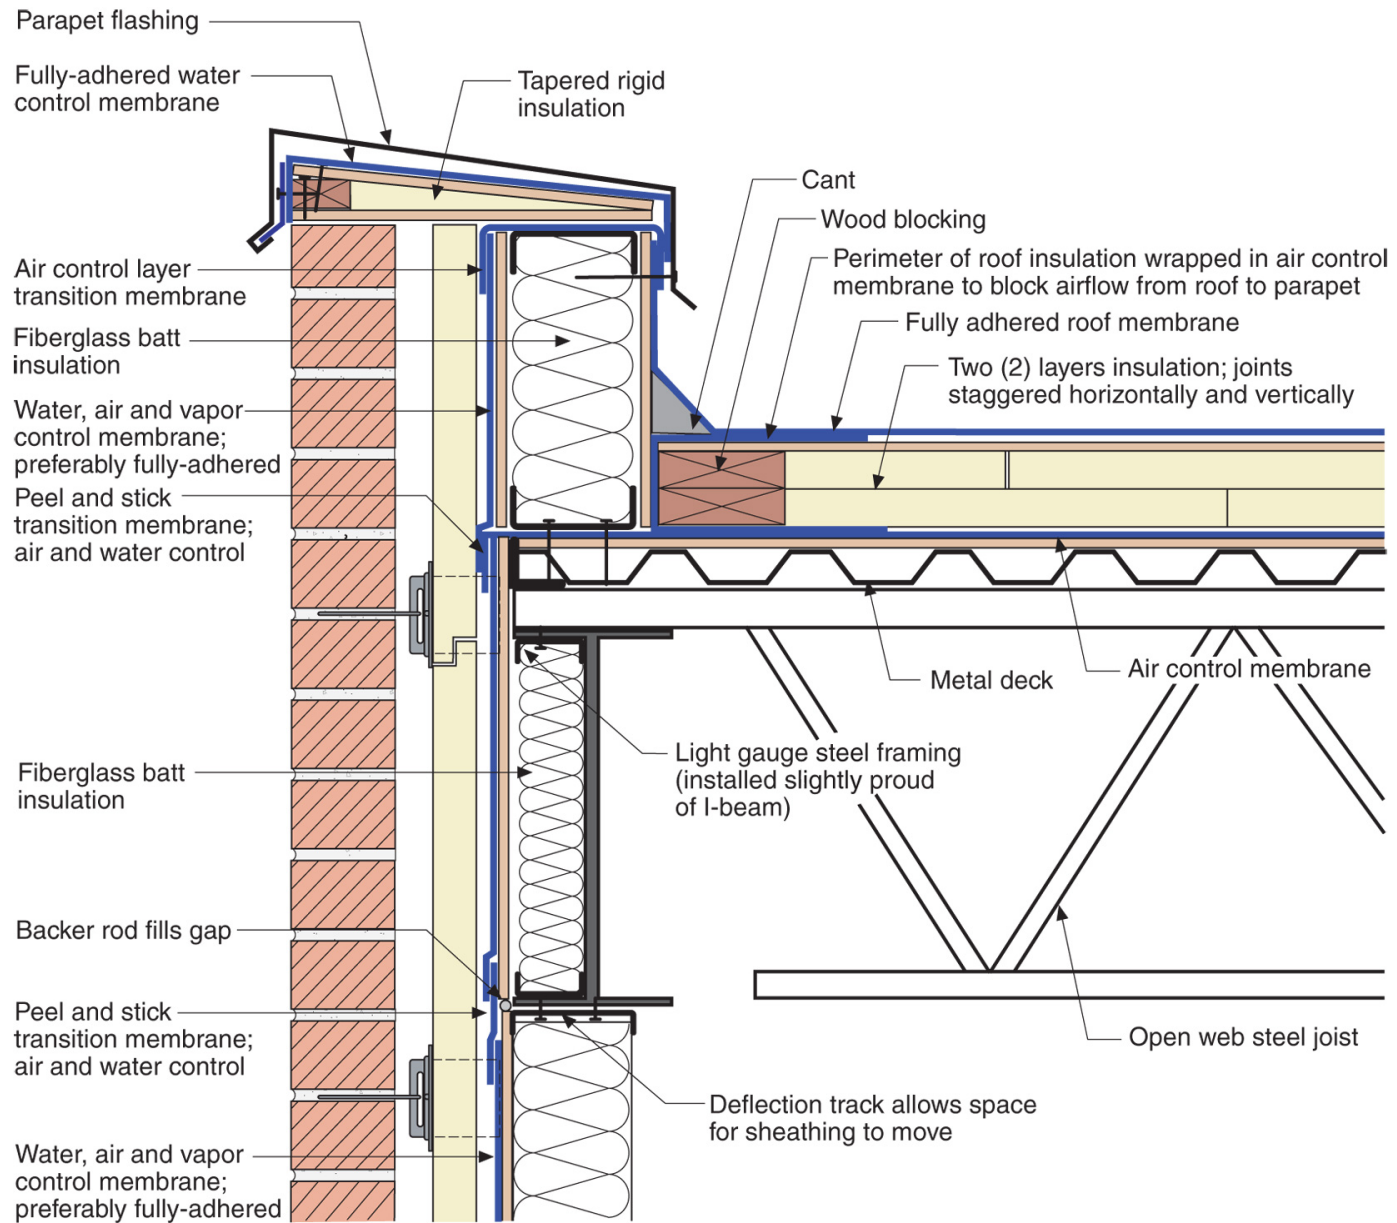 Parapet flashing
Fully-adhered water
control membrane
Tapered rigid
insulation
Cant
Wood blocking
Perimeter of roof insulation wrapped in air control
membrane to block airflow from roof to parapet
Fully adhered roof membrane
Two (2) layers insulation; joints
staggered horizontally and vertically
Air control layer
transition membrane
Fiberglass batt
insulation
Water, air and vapor
control membrane;
preferably fully-adhered
Peel and stick
transition membrane;
air and water control
Metal deck
Air control membrane
Light gauge steel framing
(installed slightly proud
of I-beam)
Fiberglass batt
insulation
Backer rod fills gap
Peel and stick
transition membrane;
air and water control
Open web steel joist
Deflection track allows space
for sheathing to move
Water, air and vapor
control membrane;
preferably fully-adhered